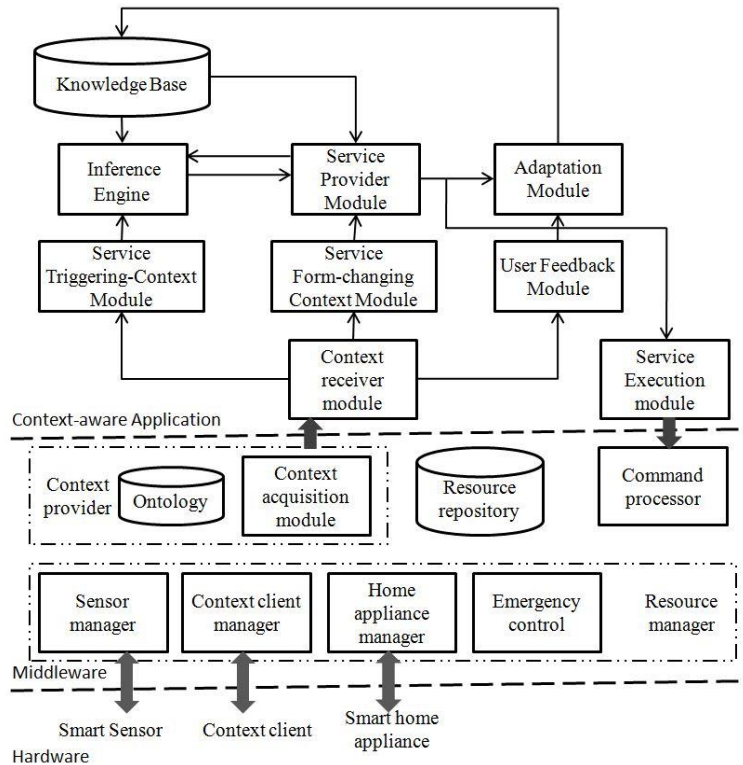 Knowledge Base
Inference
Engine
Service
Provider
Module
Adaptation
Module
Service
Triggering-Context
Module
Service
Form-changing
Context Module
User Feedback
Module
Context
receiver
module
Service
Execution
module
Context-aware Application
Context
provider
Ontology
Context
acquisition
module
Resource
repository
Command
processor
Sensor
manager
Context client
manager
Home
appliance
manager
Emergency
control
Resource
manager
Middleware
Smart Sensor
Context client
Smart home
appliance
Hardware